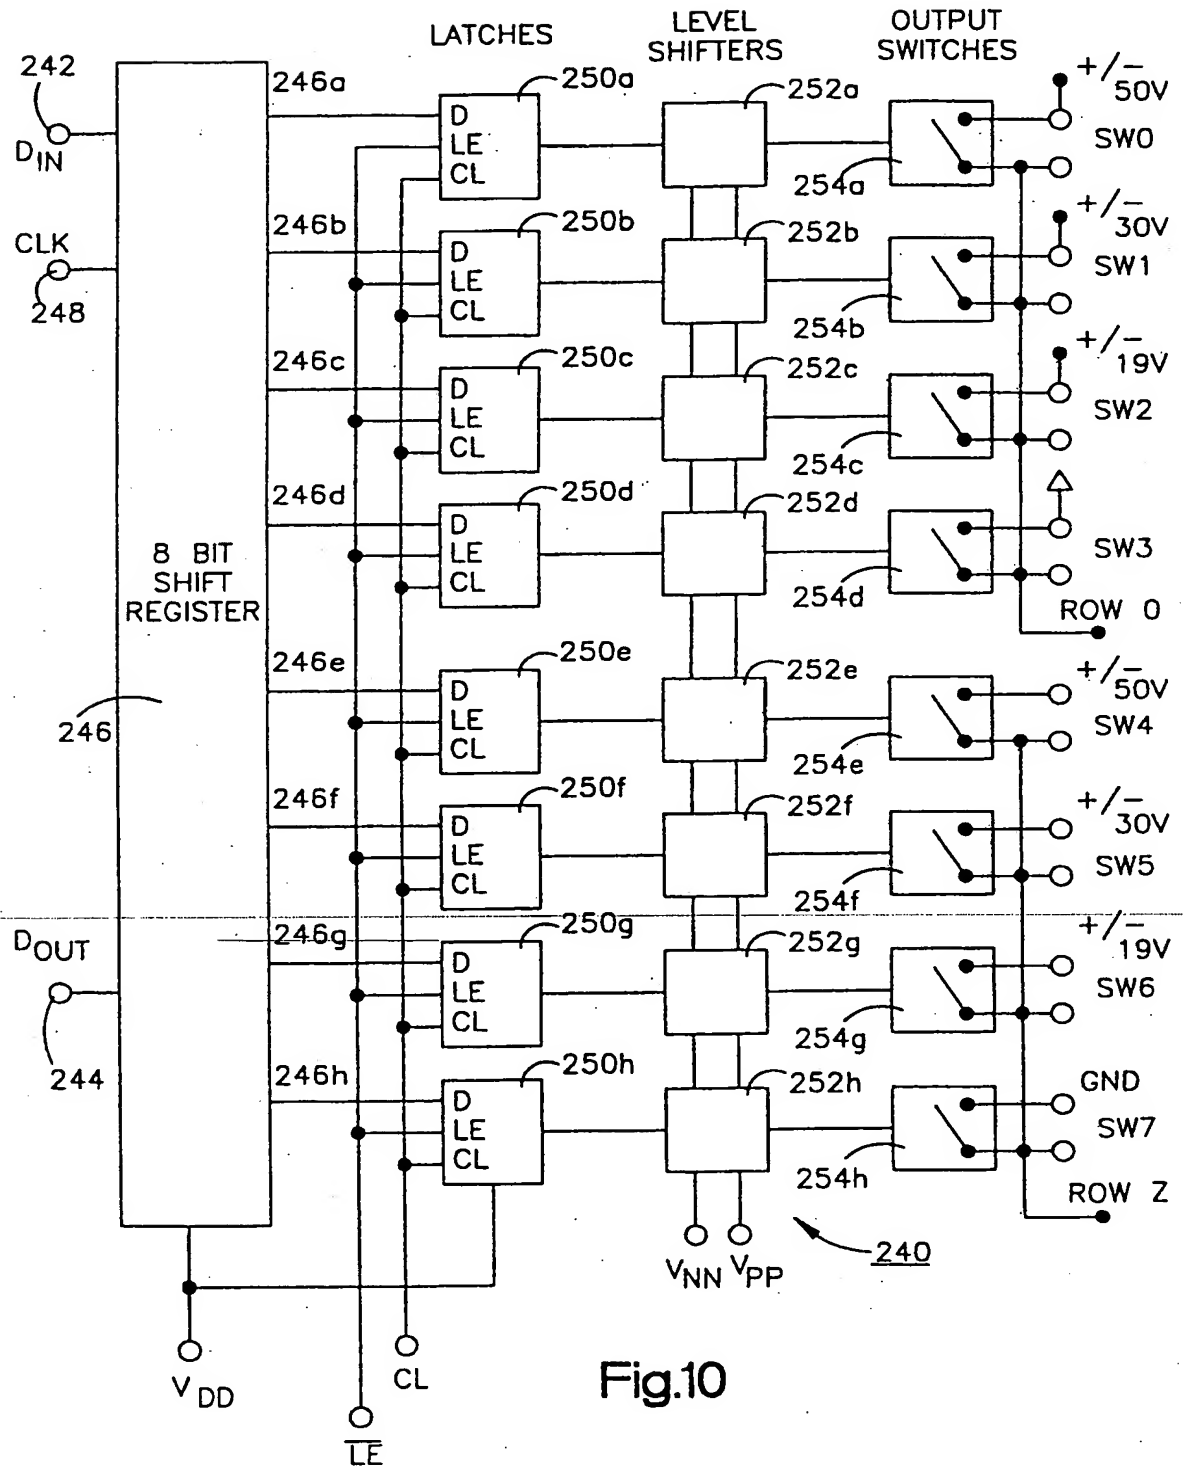 LATCHES
LEVEL
SHIFTERS
OUTPUT
SWITCHES
242
DIN
CLK
248
8 BIT
SHIFT
REGISTER
246
DOUT
244
VDD
246a
250a
D
LE
CL
252a
254a
+/-
50V
SW0
246b
250b
D
LE
CL
252b
254b
+/-
30V
SW1
246c
250c
D
LE
CL
252c
254c
+/-
19V
SW2
246d
250d
D
LE
CL
252d
254d
SW3
ROW 0
246e
250e
D
LE
CL
252e
254e
+/-
50V
SW4
246f
250f
D
LE
CL
252f
254f
+/-
30V
SW5
246g
250g
D
LE
CL
252g
254g
+/-
19V
SW6
246h
250h
D
LE
CL
252h
254h
GND
SW7
ROW Z
VNN VPP
240
CL
LE
Fig.10